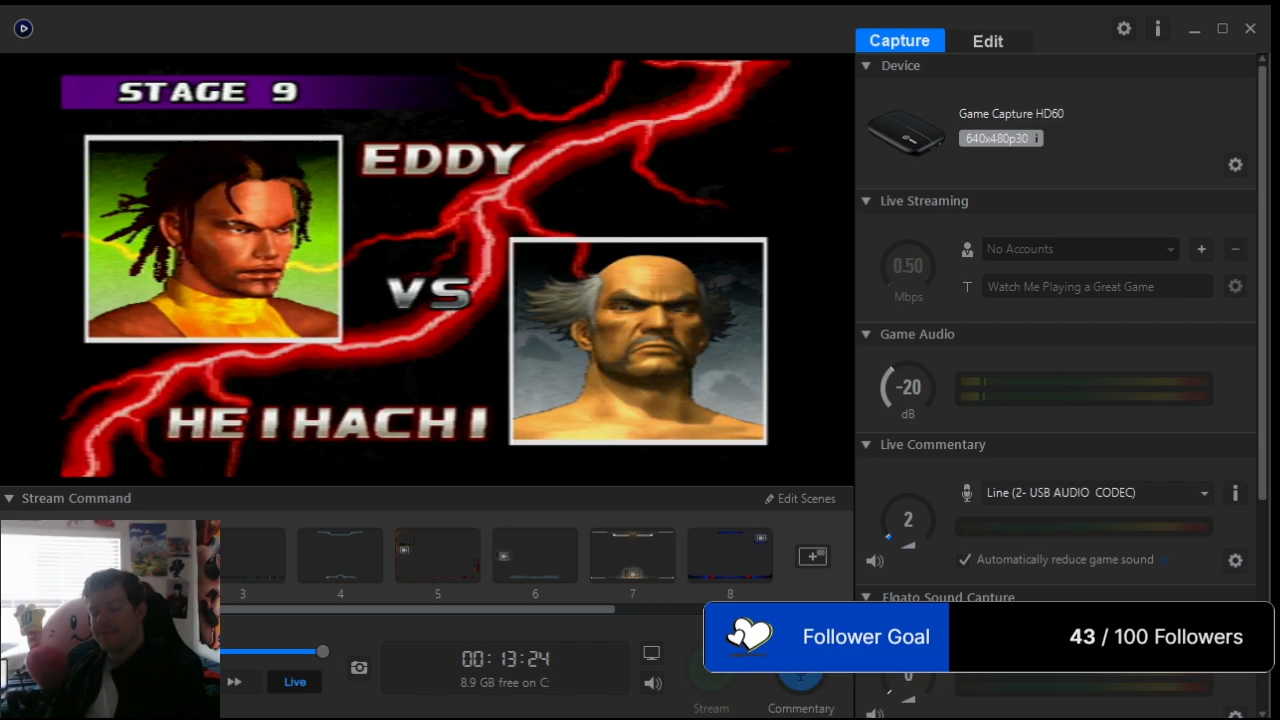 Capture
Edit
STAGE 9
EDDY
VS
HEIHACHI
Device
Game Capture HD60
640x480p30 i
Live Streaming
0.50
Mbps
No Accounts
T
Watch Me Playing a Great Game
Game Audio
-20
dB
Live Commentary
2
Line (2- USB AUDIO CODEC)
Automatically reduce game sound
Elgato Sound Capture
0
Stream Command
Edit Scenes
3
4
5
6
7
8
00:13:24
8.9 GB free on C:
Live
Stream
Commentary
Follower Goal
43 / 100 Followers